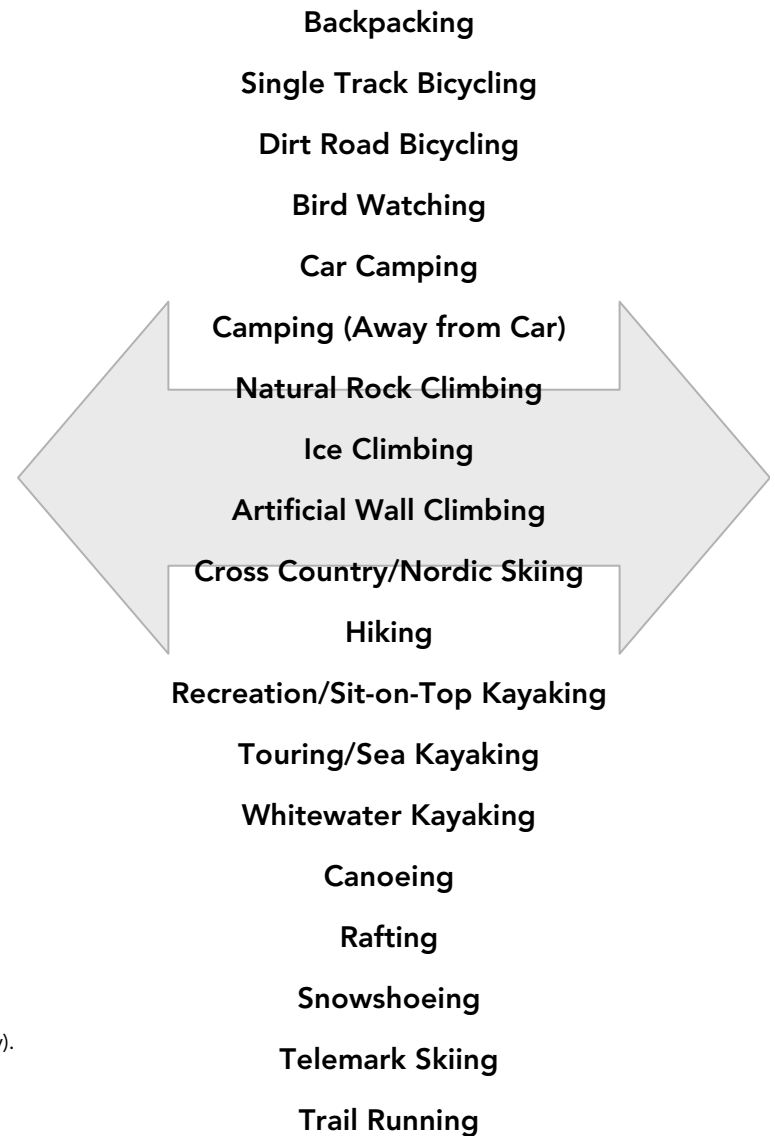 Backpacking
Single Track Bicycling
Dirt Road Bicycling
Bird Watching
Car Camping
Camping (Away from Car)
Natural Rock Climbing
Ice Climbing
Artificial Wall Climbing
Cross Country/Nordic Skiing
Hiking
Recreation/Sit-on-Top Kayaking
Touring/Sea Kayaking
Whitewater Kayaking
Canoeing
Rafting
Snowshoeing
Telemark Skiing
Trail Running